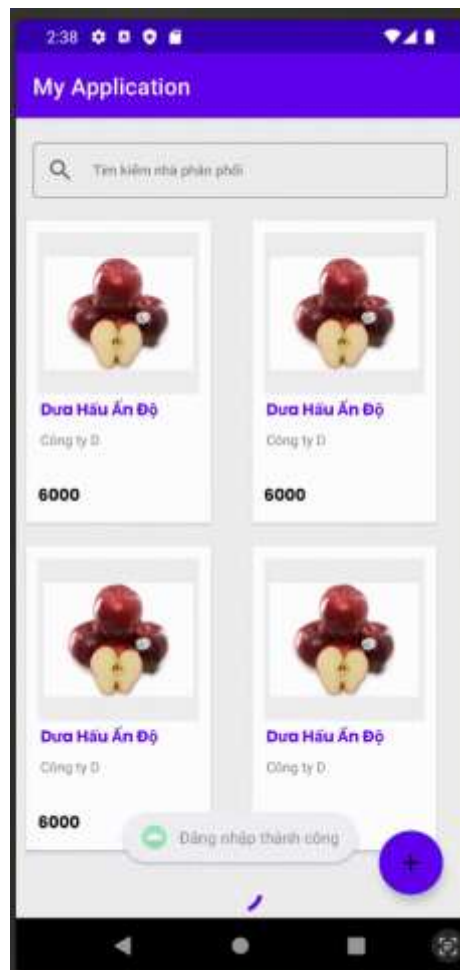 2:38
My Application
Tìm kiếm nhà phân phối
Dưa Hấu Ấn Độ
Dưa Hấu Ấn Độ
Công ty D
Công ty D
6000
6000
Dưa Hấu Ấn Độ
Dưa Hấu Ấn Độ
Công ty D
Công ty D
6000
Đăng nhập thành công
+